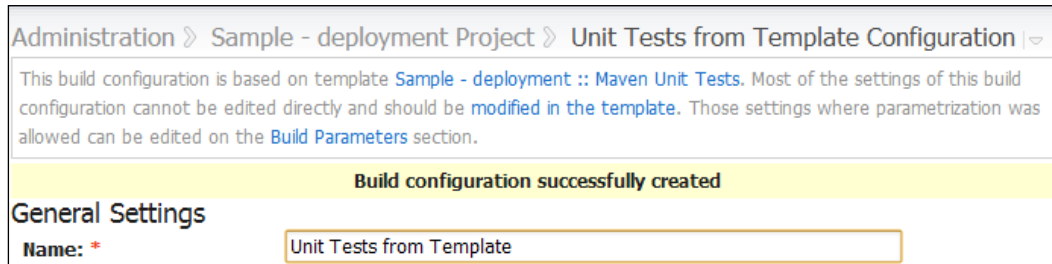 Administration » Sample - deployment Project » Unit Tests from Template Configuration
This build configuration is based on template Sample - deployment :: Maven Unit Tests. Most of the settings of this build
configuration cannot be edited directly and should be modified in the template. Those settings where parametrization was
allowed can be edited on the Build Parameters section.
Build configuration successfully created
General Settings
Name: * Unit Tests from Template